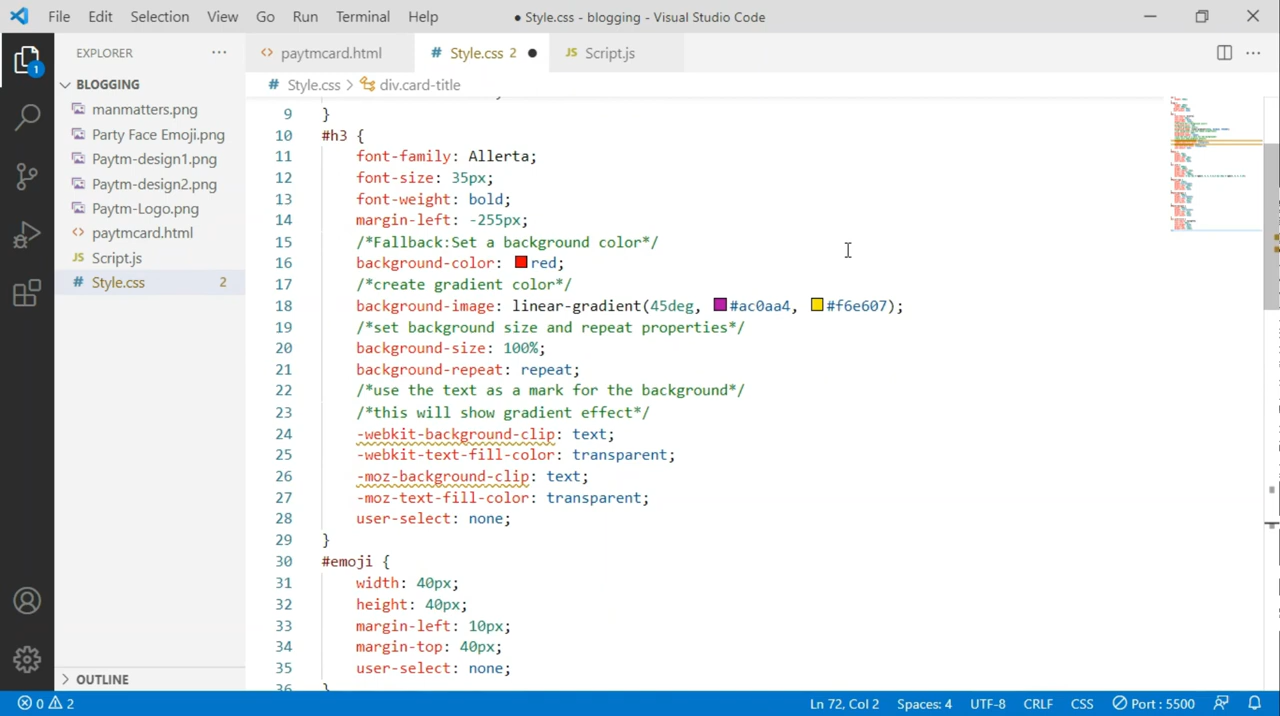 File Edit Selection View Go Run Terminal Help ● Style.css - blogging - Visual Studio Code
EXPLORER ··· <> paytmcard.html # Style.css 2 ● JS Script.js ···
BLOGGING # Style.css > div.card-title
1
manmatters.png
Party Face Emoji.png
Paytm-design1.png
Paytm-design2.png
Paytm-Logo.png
<> paytmcard.html
JS Script.js
# Style.css 2
9 }
10 #h3 {
11 font-family: Allerta;
12 font-size: 35px;
13 font-weight: bold;
14 margin-left: -255px;
15 /*Fallback:Set a background color*/
16 background-color: red;
17 /*create gradient color*/
18 background-image: linear-gradient(45deg, #ac0aa4, #f6e607);
19 /*set background size and repeat properties*/
20 background-size: 100%;
21 background-repeat: repeat;
22 /*use the text as a mark for the background*/
23 /*this will show gradient effect*/
24 -webkit-background-clip: text;
25 -webkit-text-fill-color: transparent;
26 -moz-background-clip: text;
27 -moz-text-fill-color: transparent;
28 user-select: none;
29 }
30 #emoji {
31 width: 40px;
32 height: 40px;
33 margin-left: 10px;
34 margin-top: 40px;
35 user-select: none;
36 }
OUTLINE
0 2 Ln 72, Col 2 Spaces: 4 UTF-8 CRLF CSS Port : 5500